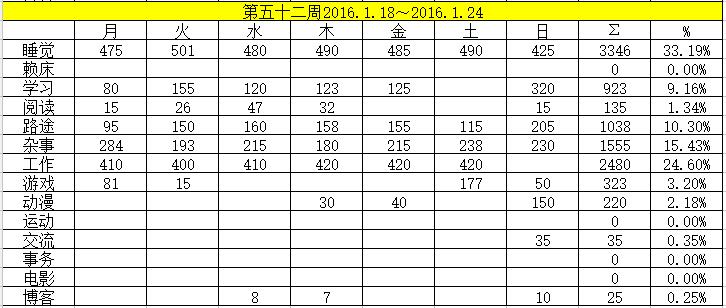 第五十二周2016.1.18～2016.1.24
月 火 水 木 金 土 日 Σ %
睡觉 475 501 480 490 485 490 425 3346 33.19%
赖床 0 0.00%
学习 80 155 120 123 125 320 923 9.16%
阅读 15 26 47 32 15 135 1.34%
路途 95 150 160 158 155 115 205 1038 10.30%
杂事 284 193 215 180 215 238 230 1555 15.43%
工作 410 400 410 420 420 420 2480 24.60%
游戏 81 15 177 50 323 3.20%
动漫 30 40 150 220 2.18%
运动 0 0.00%
交流 35 35 0.35%
事务 0 0.00%
电影 0 0.00%
博客 8 7 10 25 0.25%